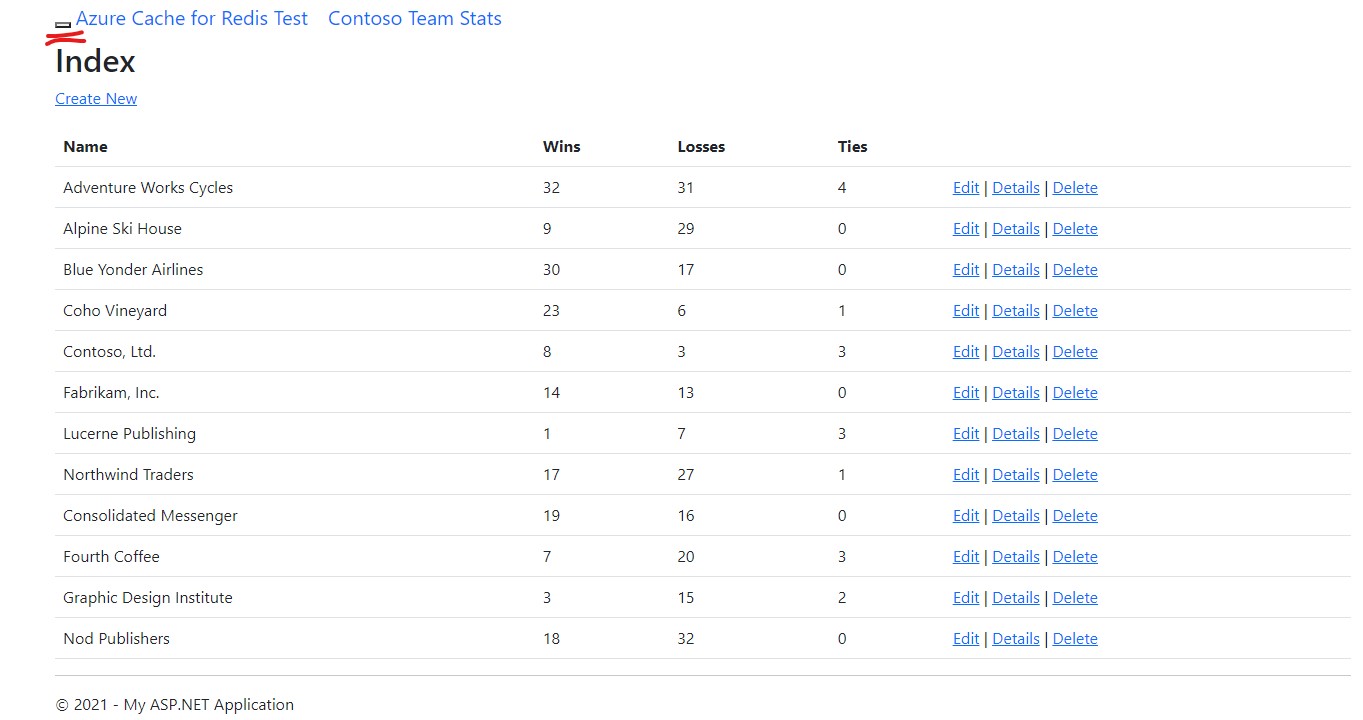 Azure Cache for Redis Test Contoso Team Stats
Index
Create New
Name Wins Losses Ties
Adventure Works Cycles 32 31 4 Edit | Details | Delete
Alpine Ski House 9 29 0 Edit | Details | Delete
Blue Yonder Airlines 30 17 0 Edit | Details | Delete
Coho Vineyard 23 6 1 Edit | Details | Delete
Contoso, Ltd. 8 3 3 Edit | Details | Delete
Fabrikam, Inc. 14 13 0 Edit | Details | Delete
Lucerne Publishing 1 7 3 Edit | Details | Delete
Northwind Traders 17 27 1 Edit | Details | Delete
Consolidated Messenger 19 16 0 Edit | Details | Delete
Fourth Coffee 7 20 3 Edit | Details | Delete
Graphic Design Institute 3 15 2 Edit | Details | Delete
Nod Publishers 18 32 0 Edit | Details | Delete
© 2021 - My ASP.NET Application